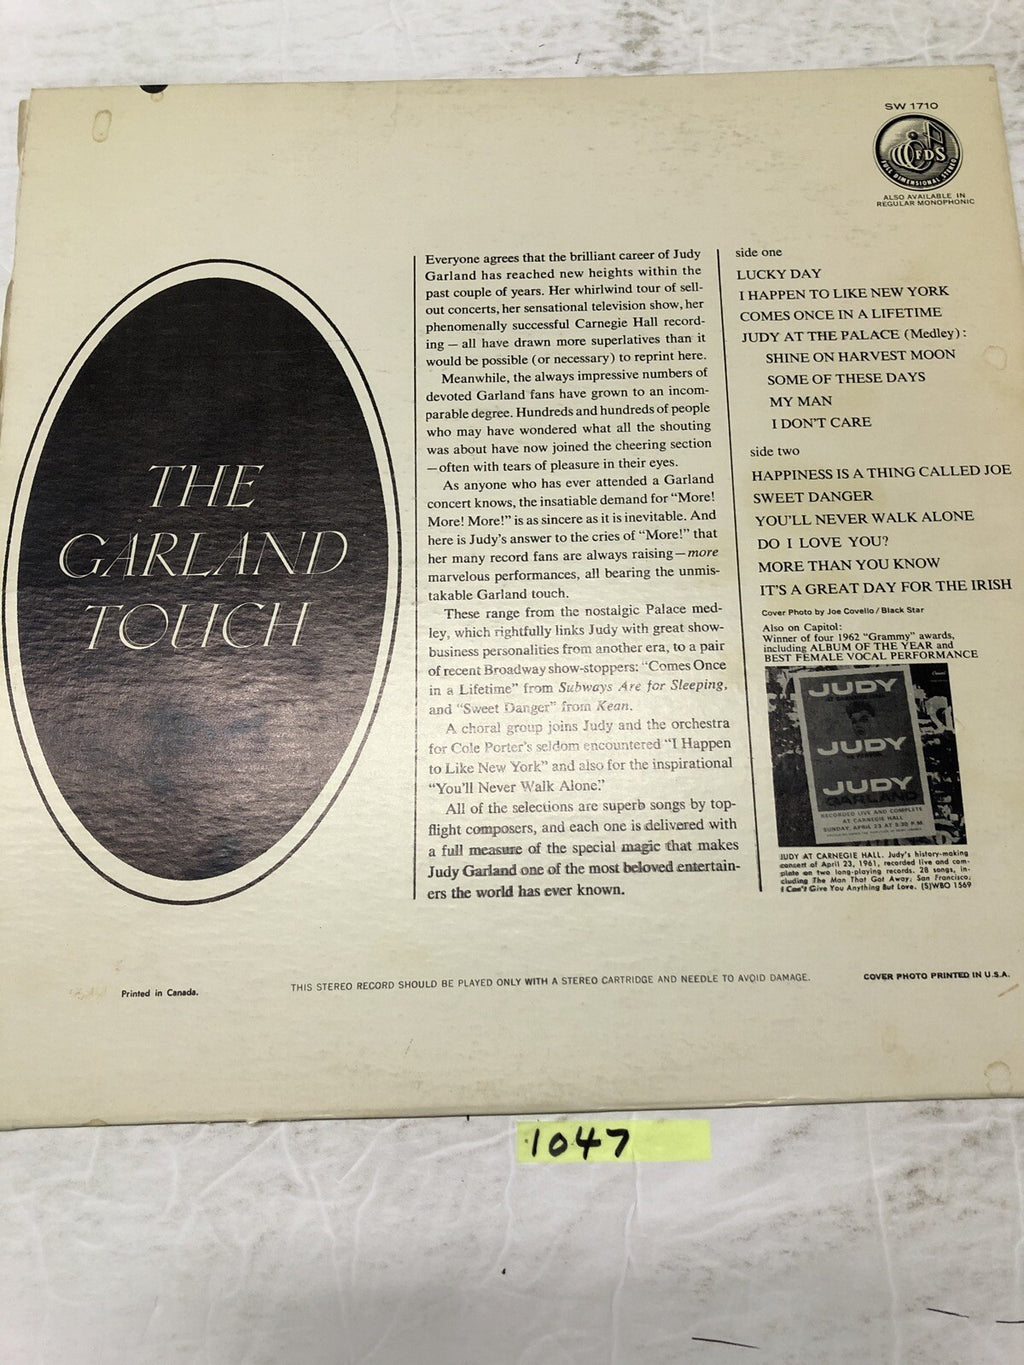 SW 1710
FDS
FULL DIMENSIONAL STEREO
ALSO AVAILABLE IN
REGULAR MONOPHONIC
THE
GARLAND
TOUCH
Everyone agrees that the brilliant career of Judy
Garland has reached new heights within the
past couple of years. Her whirlwind tour of sell-
out concerts, her sensational television show, her
phenomenally successful Carnegie Hall record-
ing — all have drawn more superlatives than it
would be possible (or necessary) to reprint here.
Meanwhile, the always impressive numbers of
devoted Garland fans have grown to an incom-
parable degree. Hundreds and hundreds of people
who may have wondered what all the shouting
was about have now joined the cheering section
—often with tears of pleasure in their eyes.
As anyone who has ever attended a Garland
concert knows, the insatiable demand for "More!
More! More!" is as sincere as it is inevitable. And
here is Judy's answer to the cries of "More!" that
her many record fans are always raising—more
marvelous performances, all bearing the unmis-
takable Garland touch.
These range from the nostalgic Palace med-
ley, which rightfully links Judy with great show-
business personalities from another era, to a pair
of recent Broadway show-stoppers: "Comes Once
in a Lifetime" from Subways Are for Sleeping,
and "Sweet Danger" from Kean.
A choral group joins Judy and the orchestra
for Cole Porter's seldom encountered "I Happen
to Like New York" and also for the inspirational
"You'll Never Walk Alone."
All of the selections are superb songs by top-
flight composers, and each one is delivered with
a full measure of the special magic that makes
Judy Garland one of the most beloved entertain-
ers the world has ever known.
side one
LUCKY DAY
I HAPPEN TO LIKE NEW YORK
COMES ONCE IN A LIFETIME
JUDY AT THE PALACE (Medley):
SHINE ON HARVEST MOON
SOME OF THESE DAYS
MY MAN
I DON'T CARE
side two
HAPPINESS IS A THING CALLED JOE
SWEET DANGER
YOU'LL NEVER WALK ALONE
DO I LOVE YOU?
MORE THAN YOU KNOW
IT'S A GREAT DAY FOR THE IRISH
Cover Photo by Joe Covello/Black Star
Also on Capitol:
Winner of four 1962 "Grammy" awards,
including ALBUM OF THE YEAR and
BEST FEMALE VOCAL PERFORMANCE
JUDY
JUDY
JUDY
GARLAND
RECORDED LIVE AND COMPLETE
AT CARNEGIE HALL
SUNDAY, APRIL 23 AT 8:30 P.M.
JUDY AT CARNEGIE HALL. Judy's history-making
concert of April 23, 1961, recorded live and com-
plete on two long-playing records. 28 songs, in-
cluding The Man That Got Away; San Francisco;
I Can't Give You Anything But Love. (S)WBO 1569
Printed in Canada.
THIS STEREO RECORD SHOULD BE PLAYED ONLY WITH A STEREO CARTRIDGE AND NEEDLE TO AVOID DAMAGE.
COVER PHOTO PRINTED IN U.S.A.
1047